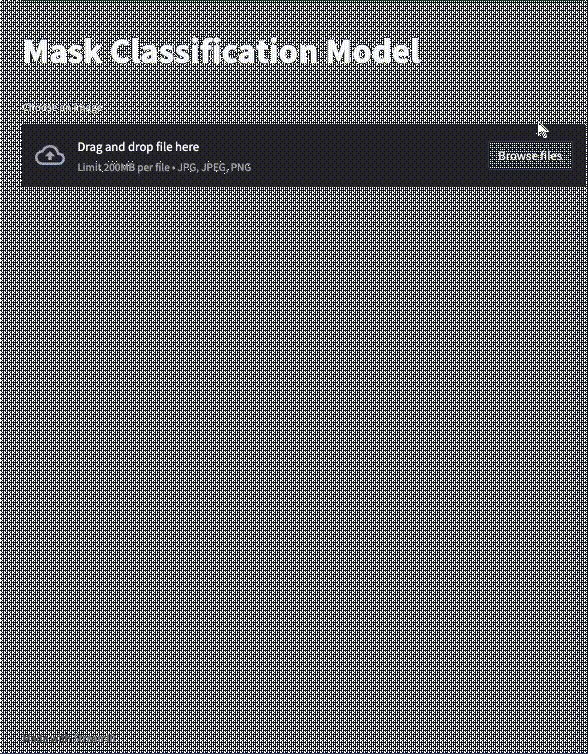 Mask Classification Model
Choose an image
Drag and drop file here
Limit 200MB per file • JPG, JPEG, PNG
Browse files